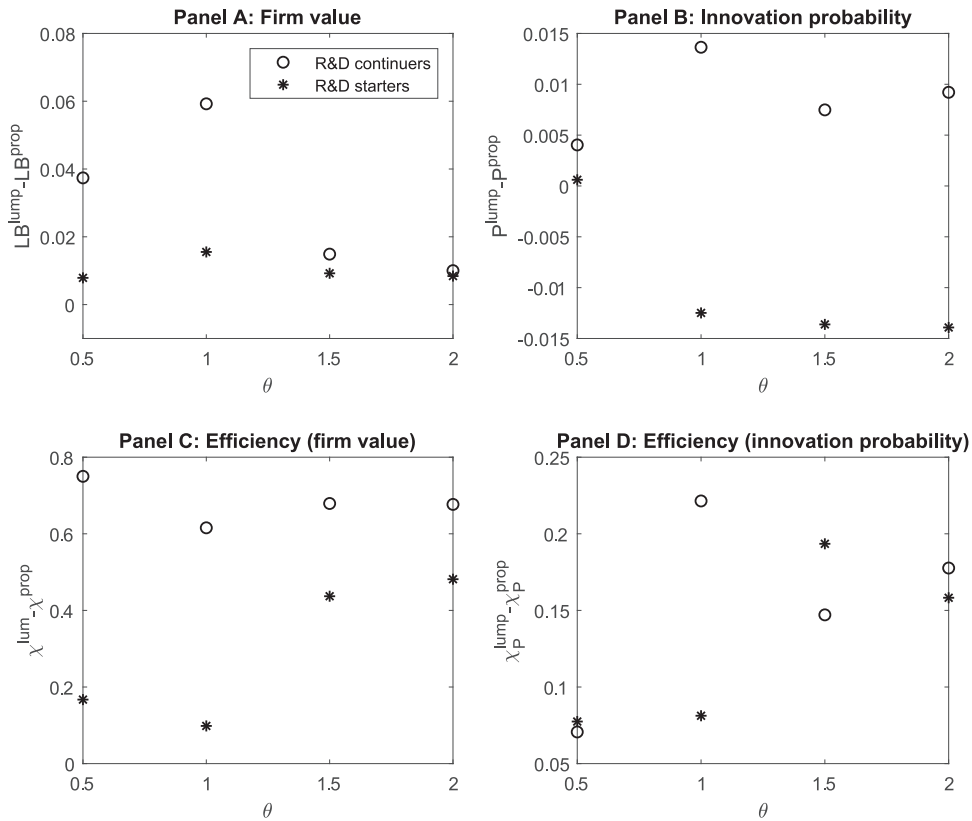 Panel A: Firm value
LB^lump-LB^prop
0.08
0.06
0.04
0.02
0
0.5
1
1.5
2
θ
R&D continuers
R&D starters
Panel B: Innovation probability
P^lump-P^prop
0.015
0.01
0.005
0
-0.005
-0.01
-0.015
0.5
1
1.5
2
θ
Panel C: Efficiency (firm value)
χ^lum-χ^prop
0.8
0.6
0.4
0.2
0
0.5
1
1.5
2
θ
Panel D: Efficiency (innovation probability)
χ_P^lump-χ_P^prop
0.25
0.2
0.15
0.1
0.05
0.5
1
1.5
2
θ